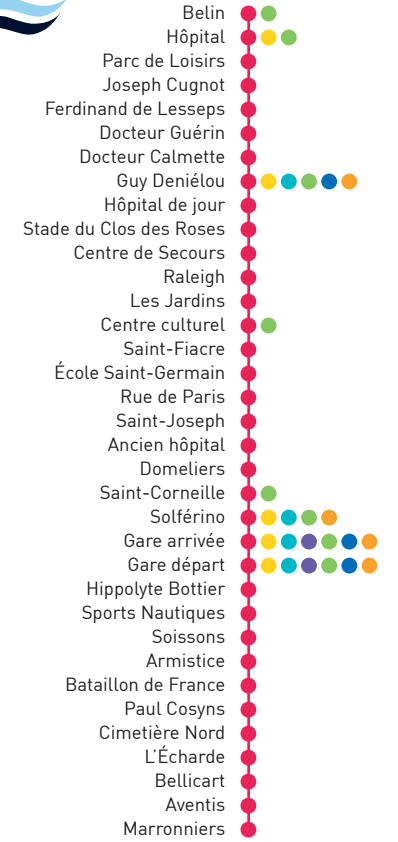 Belin
Hôpital
Parc de Loisirs
Joseph Cugnot
Ferdinand de Lesseps
Docteur Guérin
Docteur Calmette
Guy Deniélou
Hôpital de jour
Stade du Clos des Roses
Centre de Secours
Raleigh
Les Jardins
Centre culturel
Saint-Fiacre
École Saint-Germain
Rue de Paris
Saint-Joseph
Ancien hôpital
Domeliers
Saint-Corneille
Solférino
Gare arrivée
Gare départ
Hippolyte Bottier
Sports Nautiques
Soissons
Armistice
Bataillon de France
Paul Cosyns
Cimetière Nord
L'Écharde
Bellicart
Aventis
Marronniers